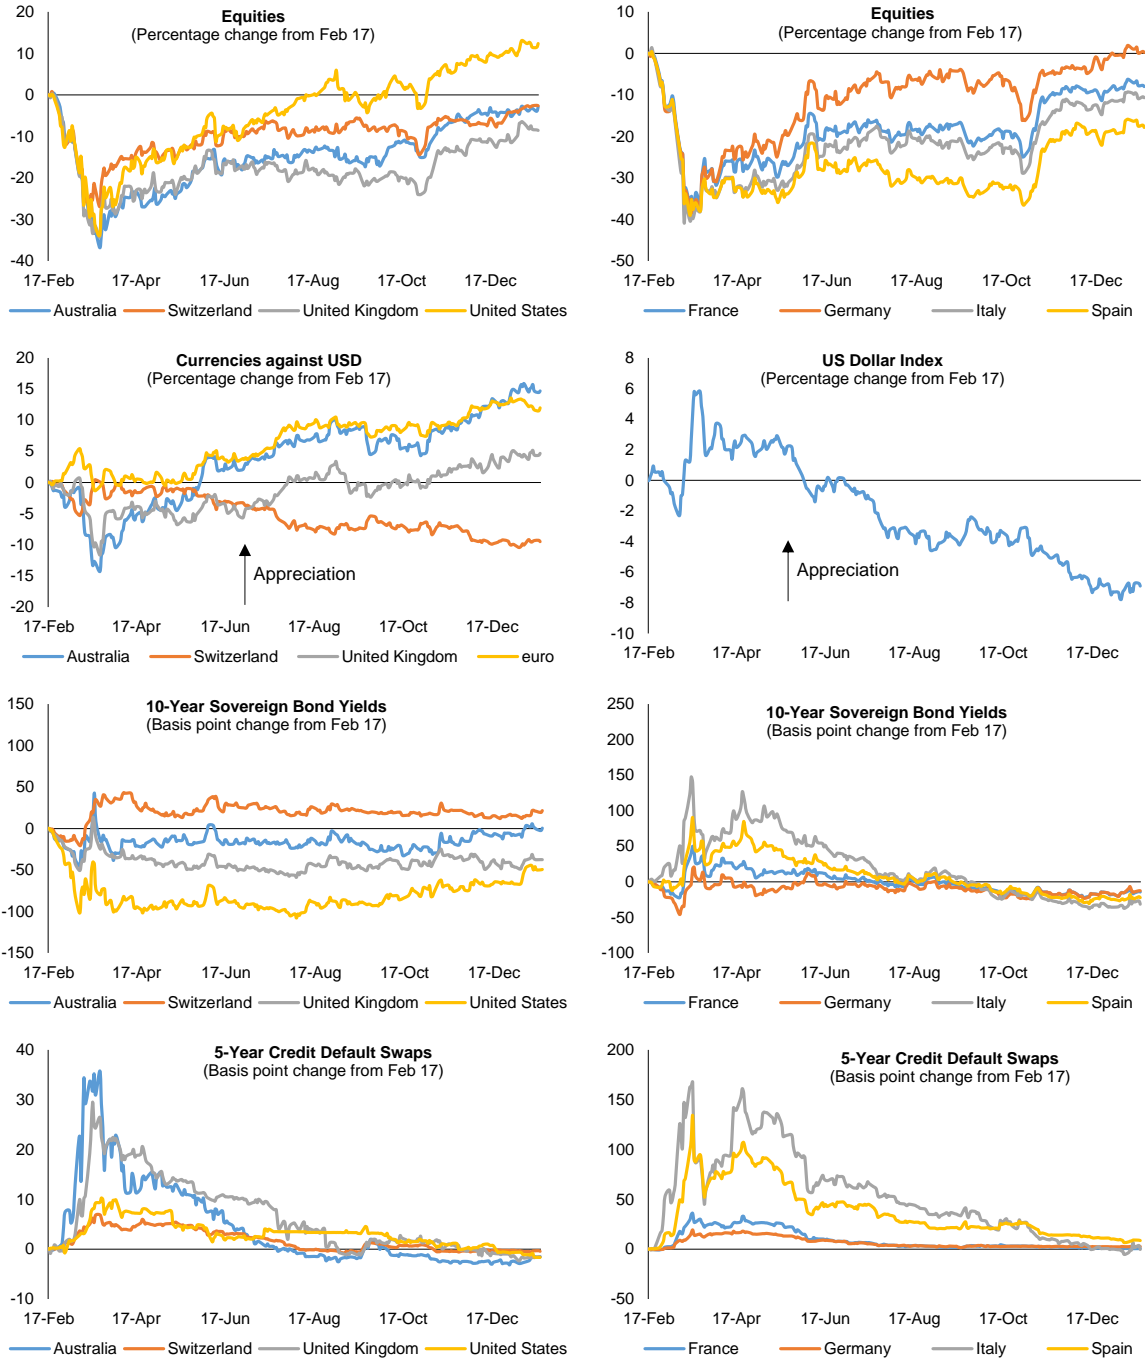 Equities
(Percentage change from Feb 17)
20
10
0
-10
-20
-30
-40
17-Feb 17-Apr 17-Jun 17-Aug 17-Oct 17-Dec
Australia Switzerland United Kingdom United States
Equities
(Percentage change from Feb 17)
10
0
-10
-20
-30
-40
-50
17-Feb 17-Apr 17-Jun 17-Aug 17-Oct 17-Dec
France Germany Italy Spain
Currencies against USD
(Percentage change from Feb 17)
20
15
10
5
0
-5
-10
-15
-20
Appreciation
17-Feb 17-Apr 17-Jun 17-Aug 17-Oct 17-Dec
Australia Switzerland United Kingdom euro
US Dollar Index
(Percentage change from Feb 17)
8
6
4
2
0
-2
-4
-6
-8
-10
Appreciation
17-Feb 17-Apr 17-Jun 17-Aug 17-Oct 17-Dec
10-Year Sovereign Bond Yields
(Basis point change from Feb 17)
150
100
50
0
-50
-100
-150
17-Feb 17-Apr 17-Jun 17-Aug 17-Oct 17-Dec
Australia Switzerland United Kingdom United States
10-Year Sovereign Bond Yields
(Basis point change from Feb 17)
250
200
150
100
50
0
-50
-100
17-Feb 17-Apr 17-Jun 17-Aug 17-Oct 17-Dec
France Germany Italy Spain
5-Year Credit Default Swaps
(Basis point change from Feb 17)
40
30
20
10
0
-10
17-Feb 17-Apr 17-Jun 17-Aug 17-Oct 17-Dec
Australia Switzerland United Kingdom United States
5-Year Credit Default Swaps
(Basis point change from Feb 17)
200
150
100
50
0
-50
17-Feb 17-Apr 17-Jun 17-Aug 17-Oct 17-Dec
France Germany Italy Spain